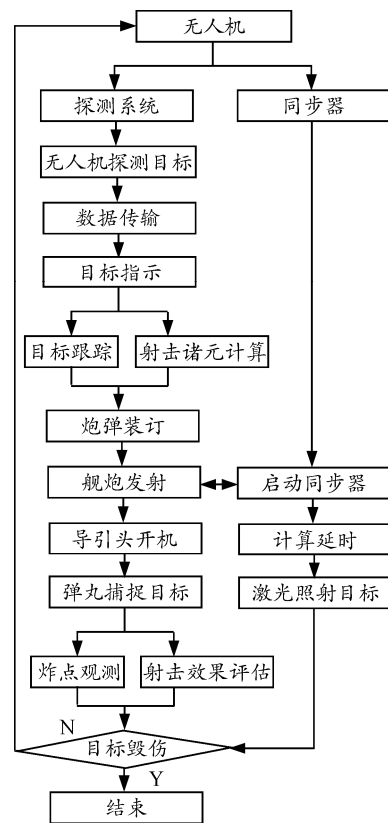 无人机
探测系统
同步器
无人机探测目标
数据传输
目标指示
目标跟踪
射击诸元计算
炮弹装订
舰炮发射
启动同步器
导引头开机
计算延时
弹丸捕捉目标
激光照射目标
炸点观测
射击效果评估
N
目标毁伤
Y
结束